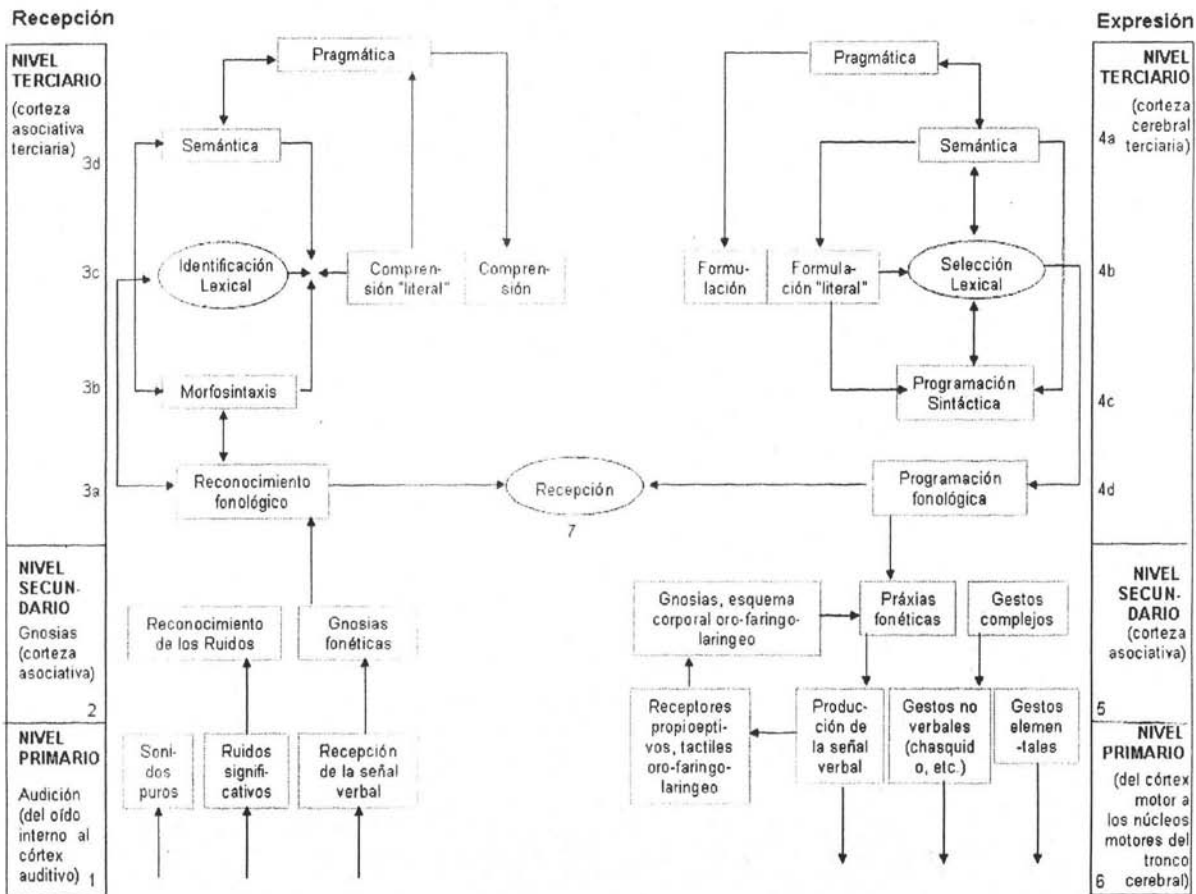 Recepción
NIVEL
TERCIARIO
(corteza
asociativa
terciaria)
3d
3c
3b
3a
NIVEL
SECUN-
DARIO
Gnosias
(corteza
asociativa)
2
NIVEL
PRIMARIO
Audición
(del oído
interno al
córtex
auditivo) 1
Pragmática
Semántica
Identificación
Lexical
Compren-
sión "literal"
Compren-
sión
Morfosintaxis
Reconocimiento
fonológico
Recepción
7
Reconocimiento
de los Ruidos
Gnosias
fonéticas
Soni-
dos
puros
Ruidos
signifi-
cativos
Recepción
de la señal
verbal
Expresión
Pragmática
Semántica
Formu-
lación
Formula-
ción "literal"
Selección
Lexical
Programación
Sintáctica
Programación
fonológica
Gnosias, esquema
corporal oro-faringo-
laringeo
Práxias
fonéticas
Gestos
complejos
Receptores
propioepti-
vos, tactiles
oro-faringo-
laringeo
Produc-
ción de
la señal
verbal
Gestos no
verbales
(chasquid
o, etc.)
Gestos
elemen
-tales
NIVEL
TERCIARIO
(corteza
cerebral
terciaria)
4a
4b
4c
4d
NIVEL
SECUN-
DARIO
(corteza
asociativa)
5
NIVEL
PRIMARIO
(del córtex
motor a
los núcleos
motores del
tronco
6 cerebral)